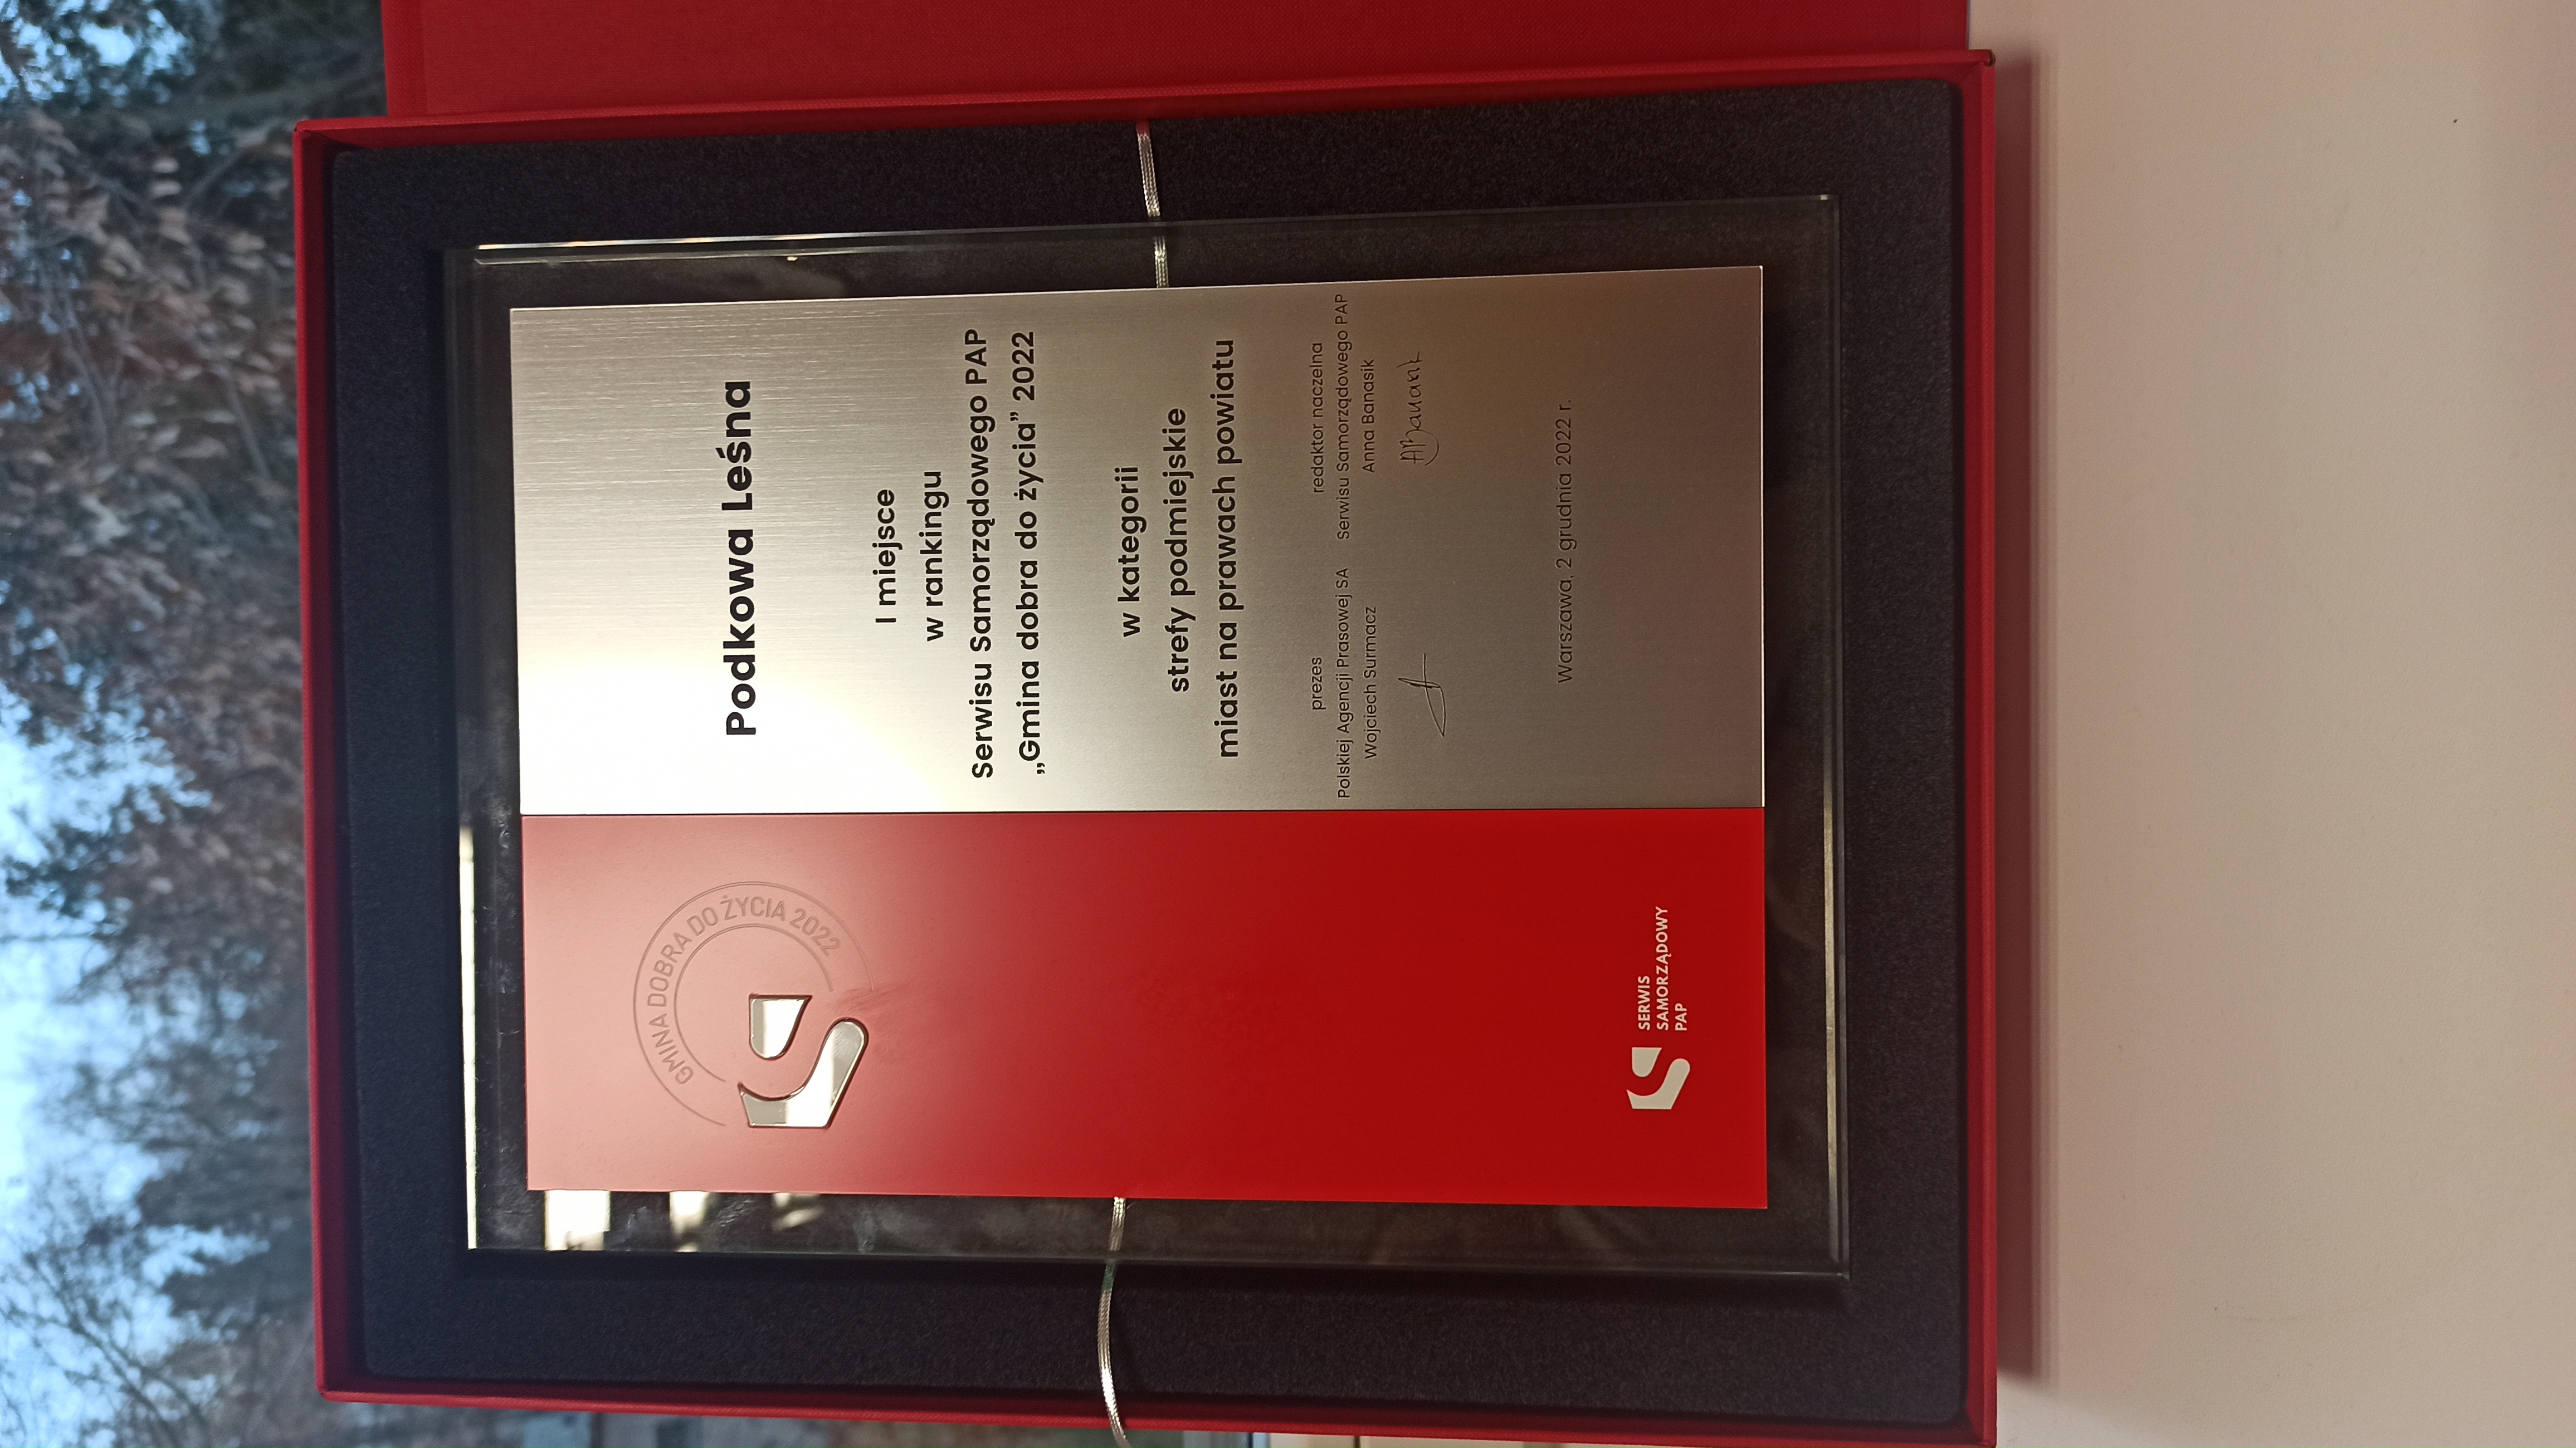 GMINA DOBRA DO ŻYCIA 2022
SERWIS
SAMORZĄDOWY
PAP
Podkowa Leśna
I miejsce
w rankingu
Serwisu Samorządowego PAP
„Gmina dobra do życia” 2022
w kategorii
strefy podmiejskie
miast na prawach powiatu
prezes
Polskiej Agencji Prasowej SA
Wojciech Surmacz
redaktor naczelna
Serwisu Samorządowego PAP
Anna Banasik
ABanasik
Warszawa, 2 grudnia 2022 r.